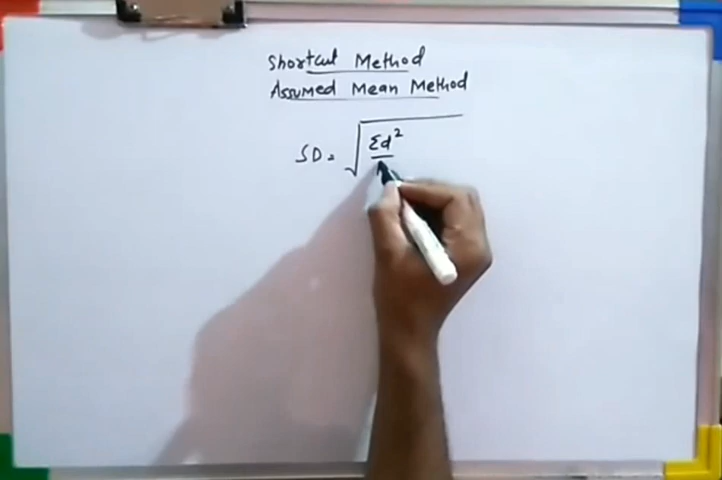 Shortcut Method
Assumed Mean Method
SD = √Σd²